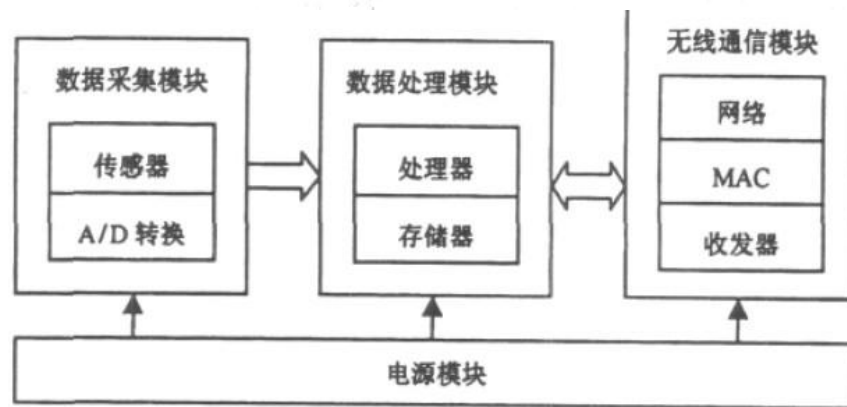 数据采集模块
传感器
A/D 转换
数据处理模块
处理器
存储器
无线通信模块
网络
MAC
收发器
电源模块